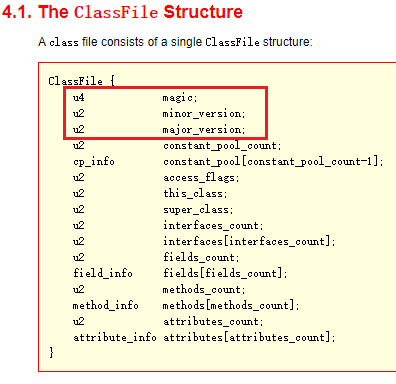 4.1. The ClassFile Structure
A class file consists of a single ClassFile structure:
ClassFile {
u4 magic;
u2 minor_version;
u2 major_version;
u2 constant_pool_count;
cp_info constant_pool[constant_pool_count-1];
u2 access_flags;
u2 this_class;
u2 super_class;
u2 interfaces_count;
u2 interfaces[interfaces_count];
u2 fields_count;
field_info fields[fields_count];
u2 methods_count;
method_info methods[methods_count];
u2 attributes_count;
attribute_info attributes[attributes_count];
}